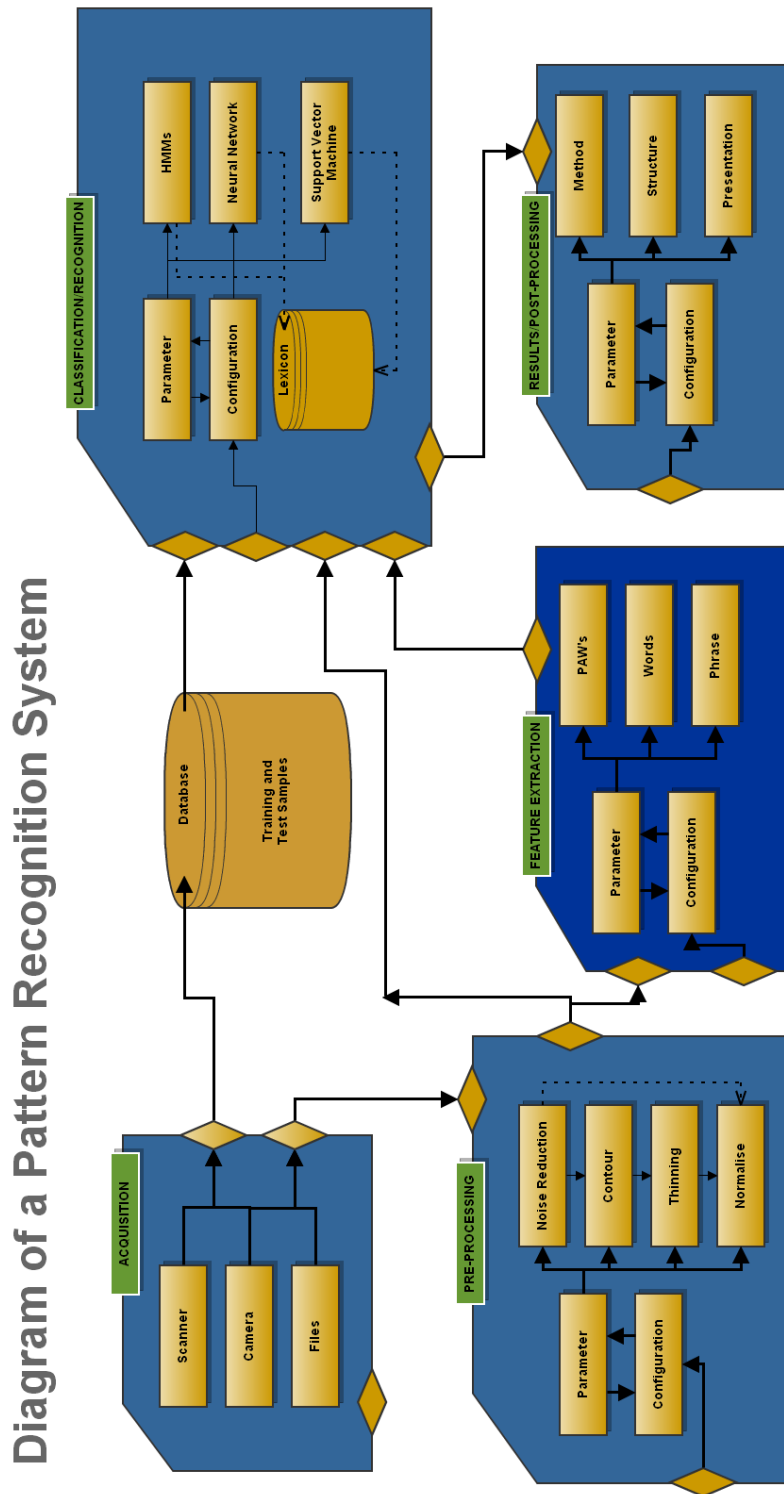 Diagram of a Pattern Recognition System
ACQUISITION
Scanner
Camera
Files
Database
Training and
Test Samples
CLASSIFICATION/RECOGNITION
Parameter
Configuration
HMMs
Neural Network
Support Vector
Machine
Lexicon
PRE-PROCESSING
Parameter
Configuration
Noise Reduction
Contour
Thinning
Normalise
FEATURE EXTRACTION
Parameter
Configuration
PAW's
Words
Phrase
RESULTS/POST-PROCESSING
Parameter
Configuration
Method
Structure
Presentation